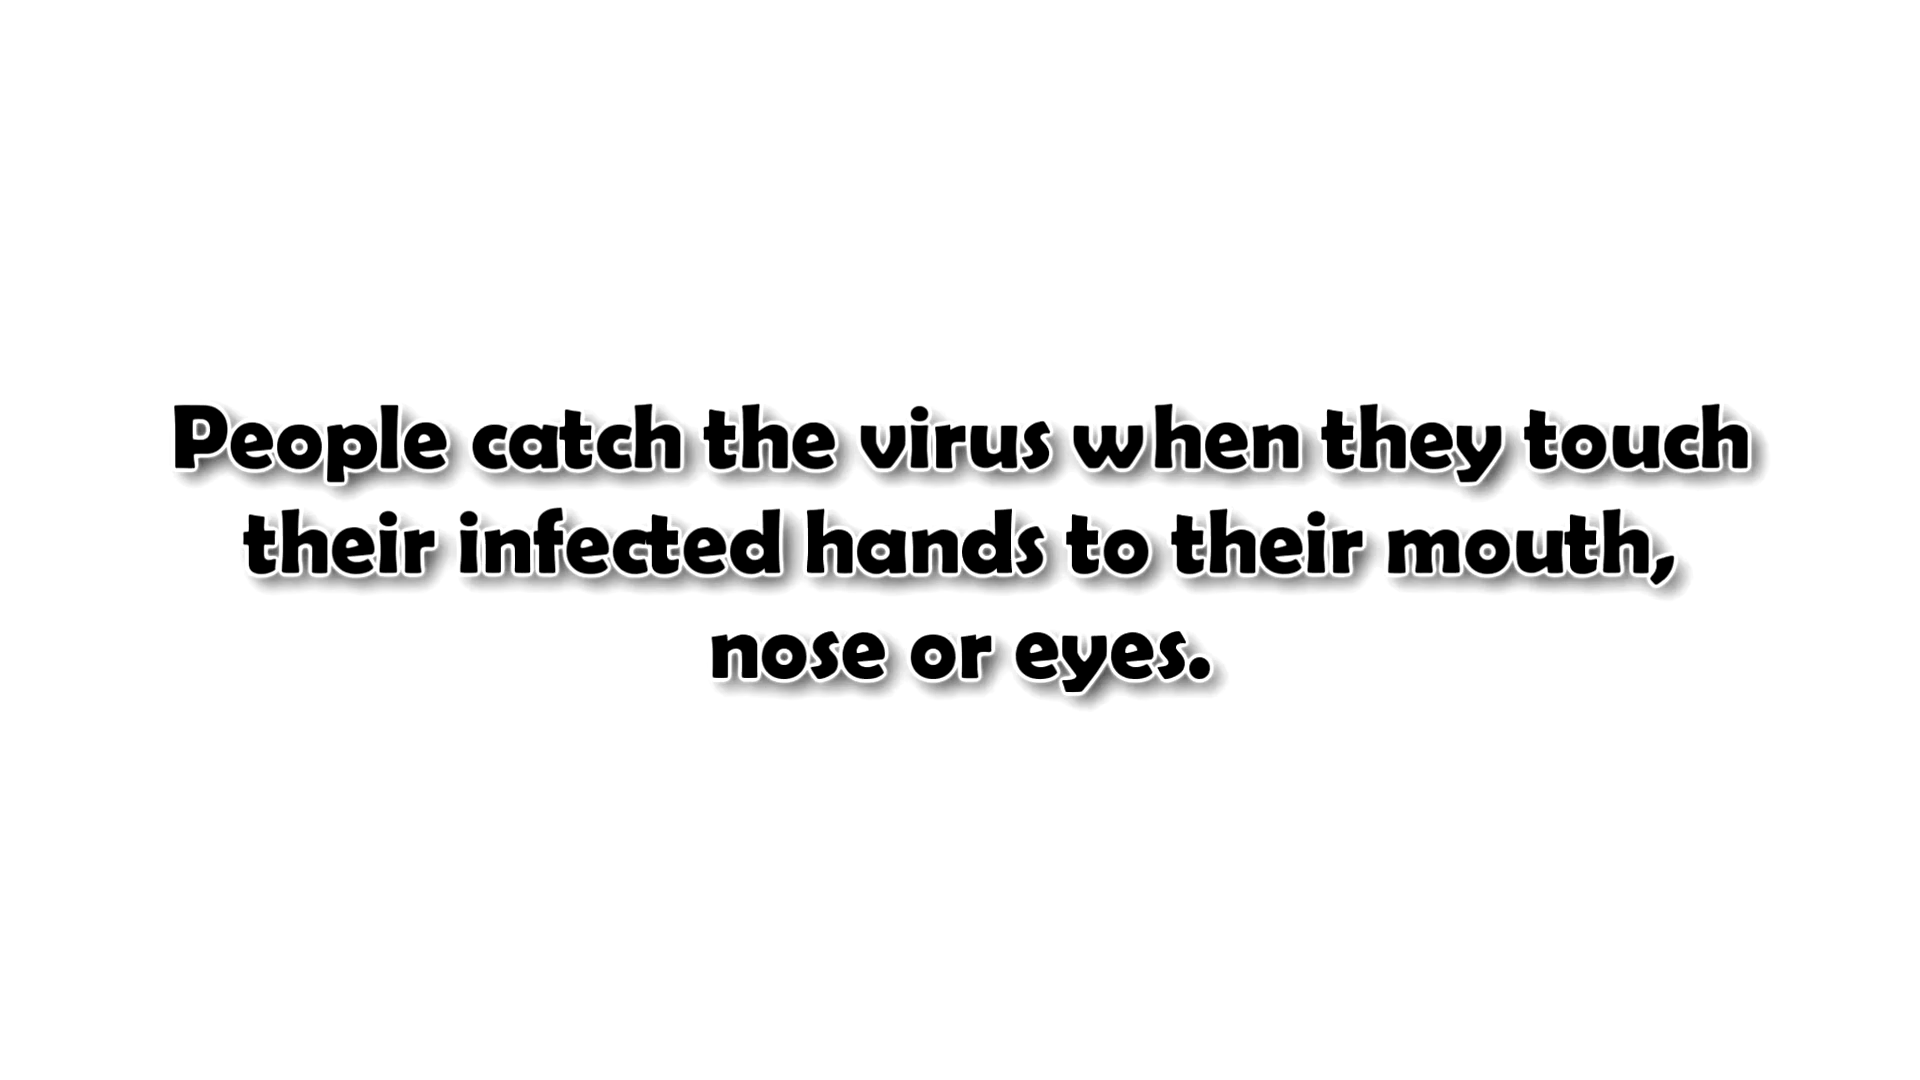 People catch the virus when they touch
their infected hands to their mouth,
nose or eyes.